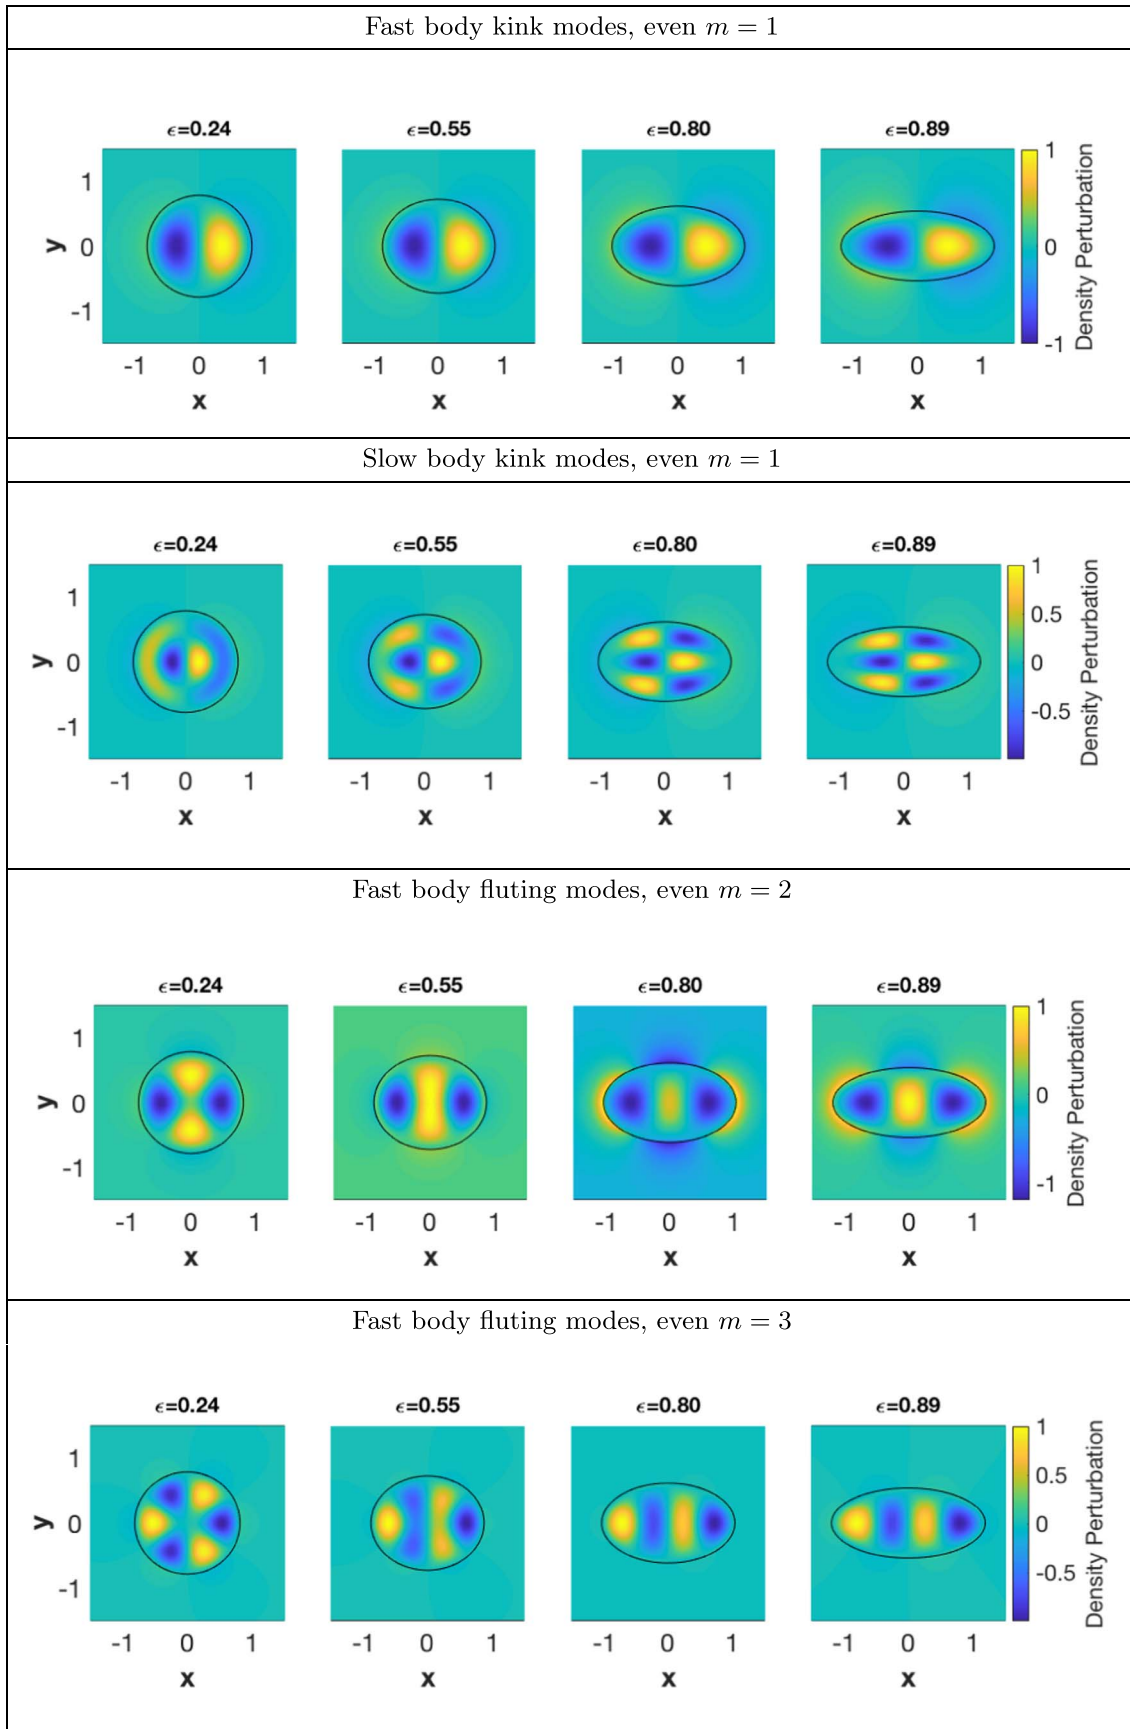 Fast body kink modes, even m = 1
ϵ=0.24 ϵ=0.55 ϵ=0.80 ϵ=0.89
y
1
0
-1
-1 0 1 -1 0 1 -1 0 1 -1 0 1
x x x x
1
0
-1
Density Perturbation
Slow body kink modes, even m = 1
ϵ=0.24 ϵ=0.55 ϵ=0.80 ϵ=0.89
y
1
0
-1
-1 0 1 -1 0 1 -1 0 1 -1 0 1
x x x x
1
0.5
0
-0.5
Density Perturbation
Fast body fluting modes, even m = 2
ϵ=0.24 ϵ=0.55 ϵ=0.80 ϵ=0.89
y
1
0
-1
-1 0 1 -1 0 1 -1 0 1 -1 0 1
x x x x
1
0
-1
Density Perturbation
Fast body fluting modes, even m = 3
ϵ=0.24 ϵ=0.55 ϵ=0.80 ϵ=0.89
y
1
0
-1
-1 0 1 -1 0 1 -1 0 1 -1 0 1
x x x x
1
0.5
0
-0.5
Density Perturbation